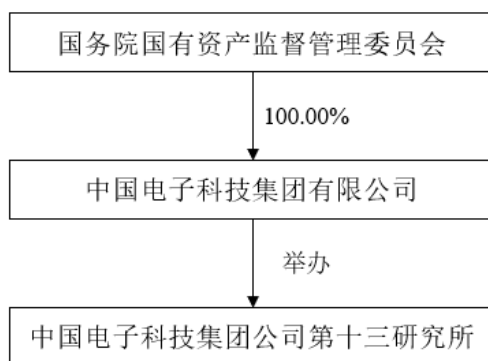 国务院国有资产监督管理委员会
100.00%
中国电子科技集团有限公司
举办
中国电子科技集团公司第十三研究所